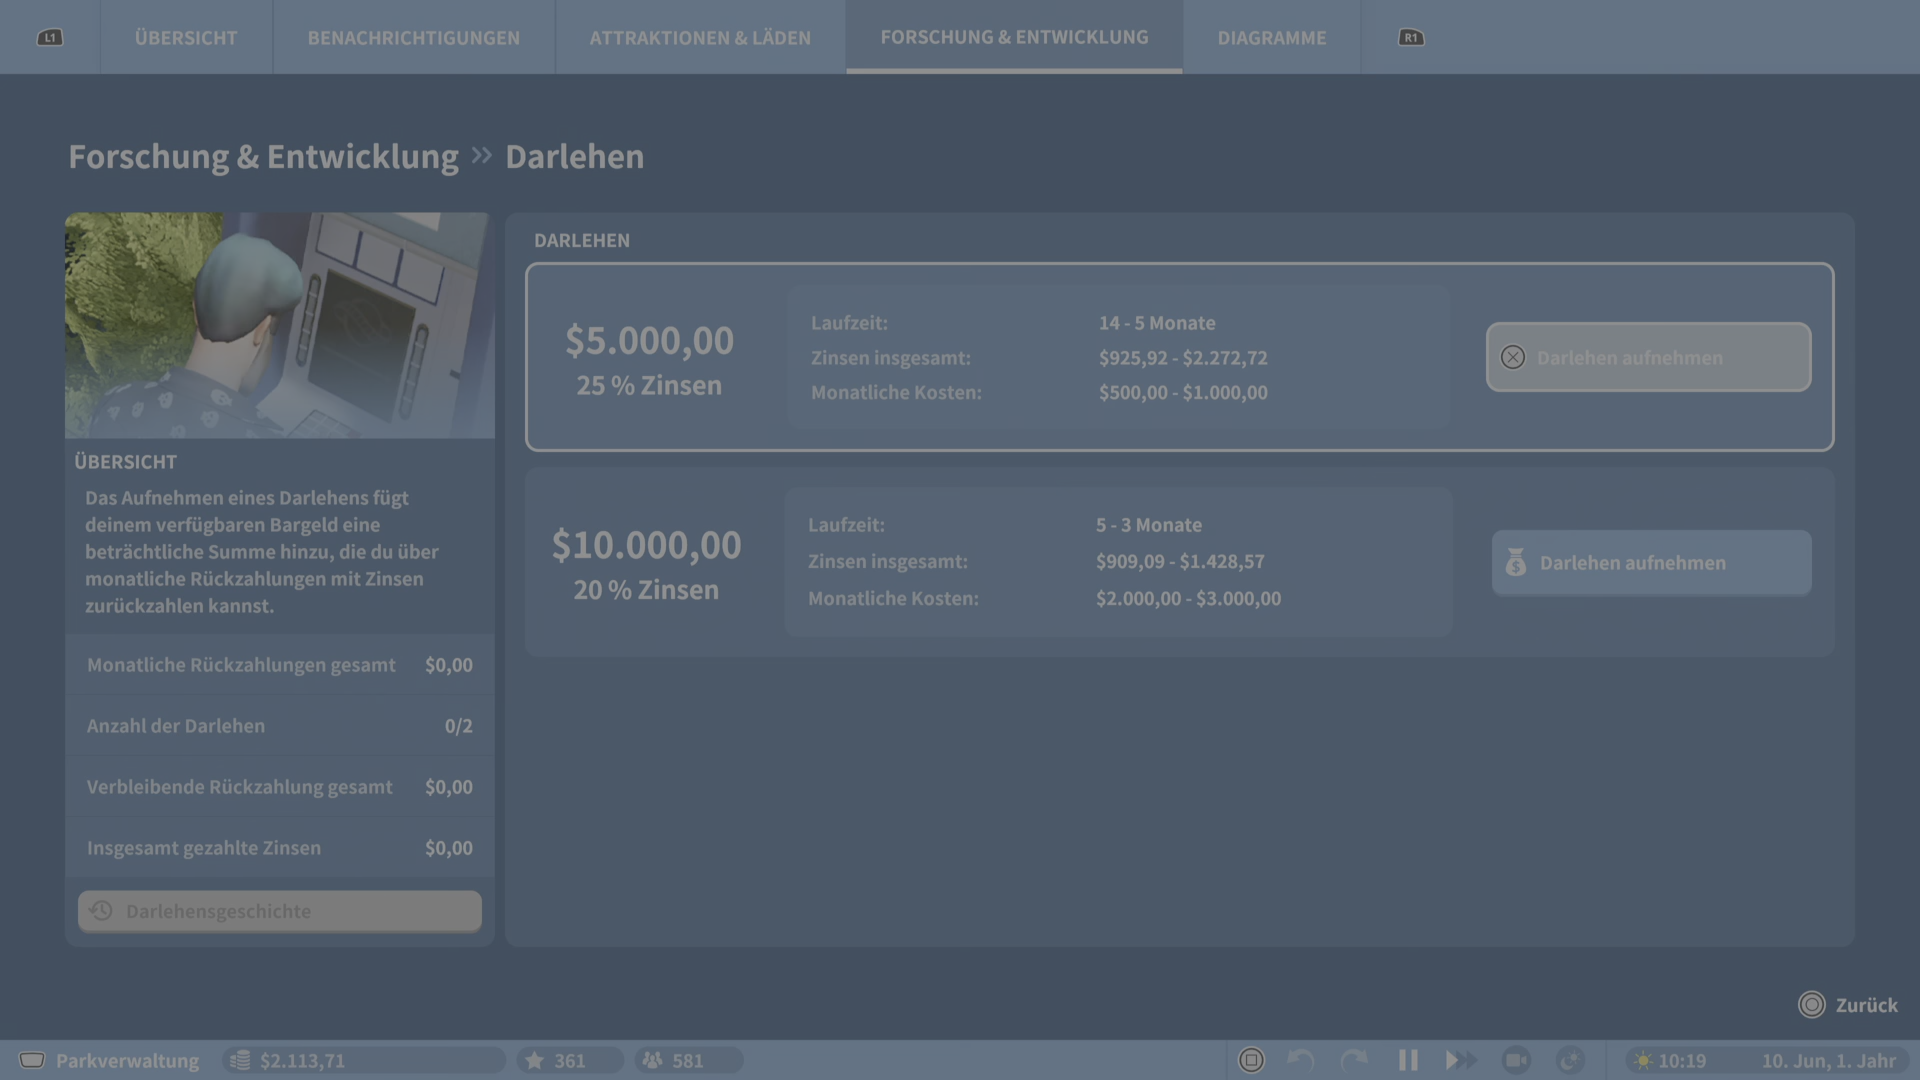 L1
ÜBERSICHT
BENACHRICHTIGUNGEN
ATTRAKTIONEN & LÄDEN
FORSCHUNG & ENTWICKLUNG
DIAGRAMME
R1
Forschung & Entwicklung » Darlehen
ÜBERSICHT
Das Aufnehmen eines Darlehens fügt
deinem verfügbaren Bargeld eine
beträchtliche Summe hinzu, die du über
monatliche Rückzahlungen mit Zinsen
zurückzahlen kannst.
Monatliche Rückzahlungen gesamt $0,00
Anzahl der Darlehen 0/2
Verbleibende Rückzahlung gesamt $0,00
Insgesamt gezahlte Zinsen $0,00
Darlehensgeschichte
DARLEHEN
$5.000,00
25 % Zinsen
Laufzeit: 14 - 5 Monate
Zinsen insgesamt: $925,92 - $2.272,72
Monatliche Kosten: $500,00 - $1.000,00
Darlehen aufnehmen
$10.000,00
20 % Zinsen
Laufzeit: 5 - 3 Monate
Zinsen insgesamt: $909,09 - $1.428,57
Monatliche Kosten: $2.000,00 - $3.000,00
Darlehen aufnehmen
Zurück
Parkverwaltung
$2.113,71
361
581
10:19
10. Jun, 1. Jahr